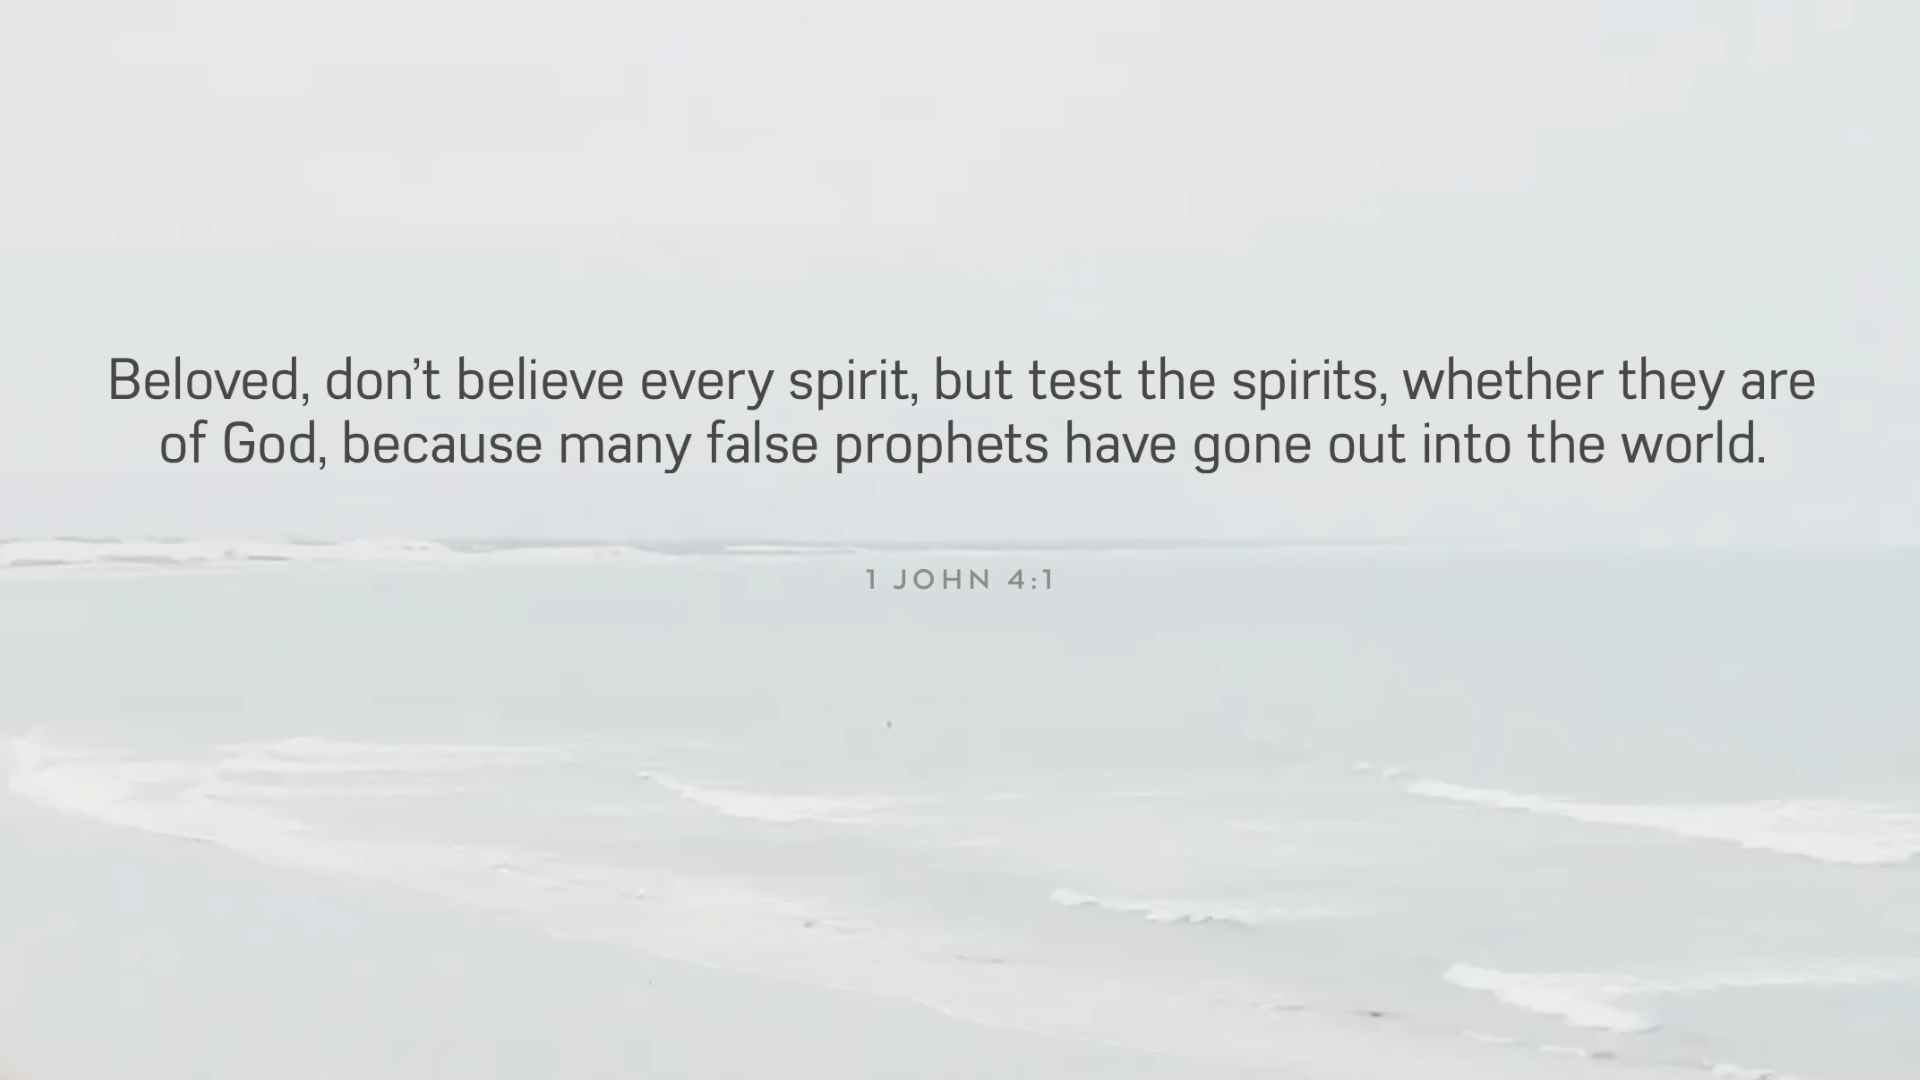 Beloved, don’t believe every spirit, but test the spirits, whether they are
of God, because many false prophets have gone out into the world.
1 JOHN 4:1